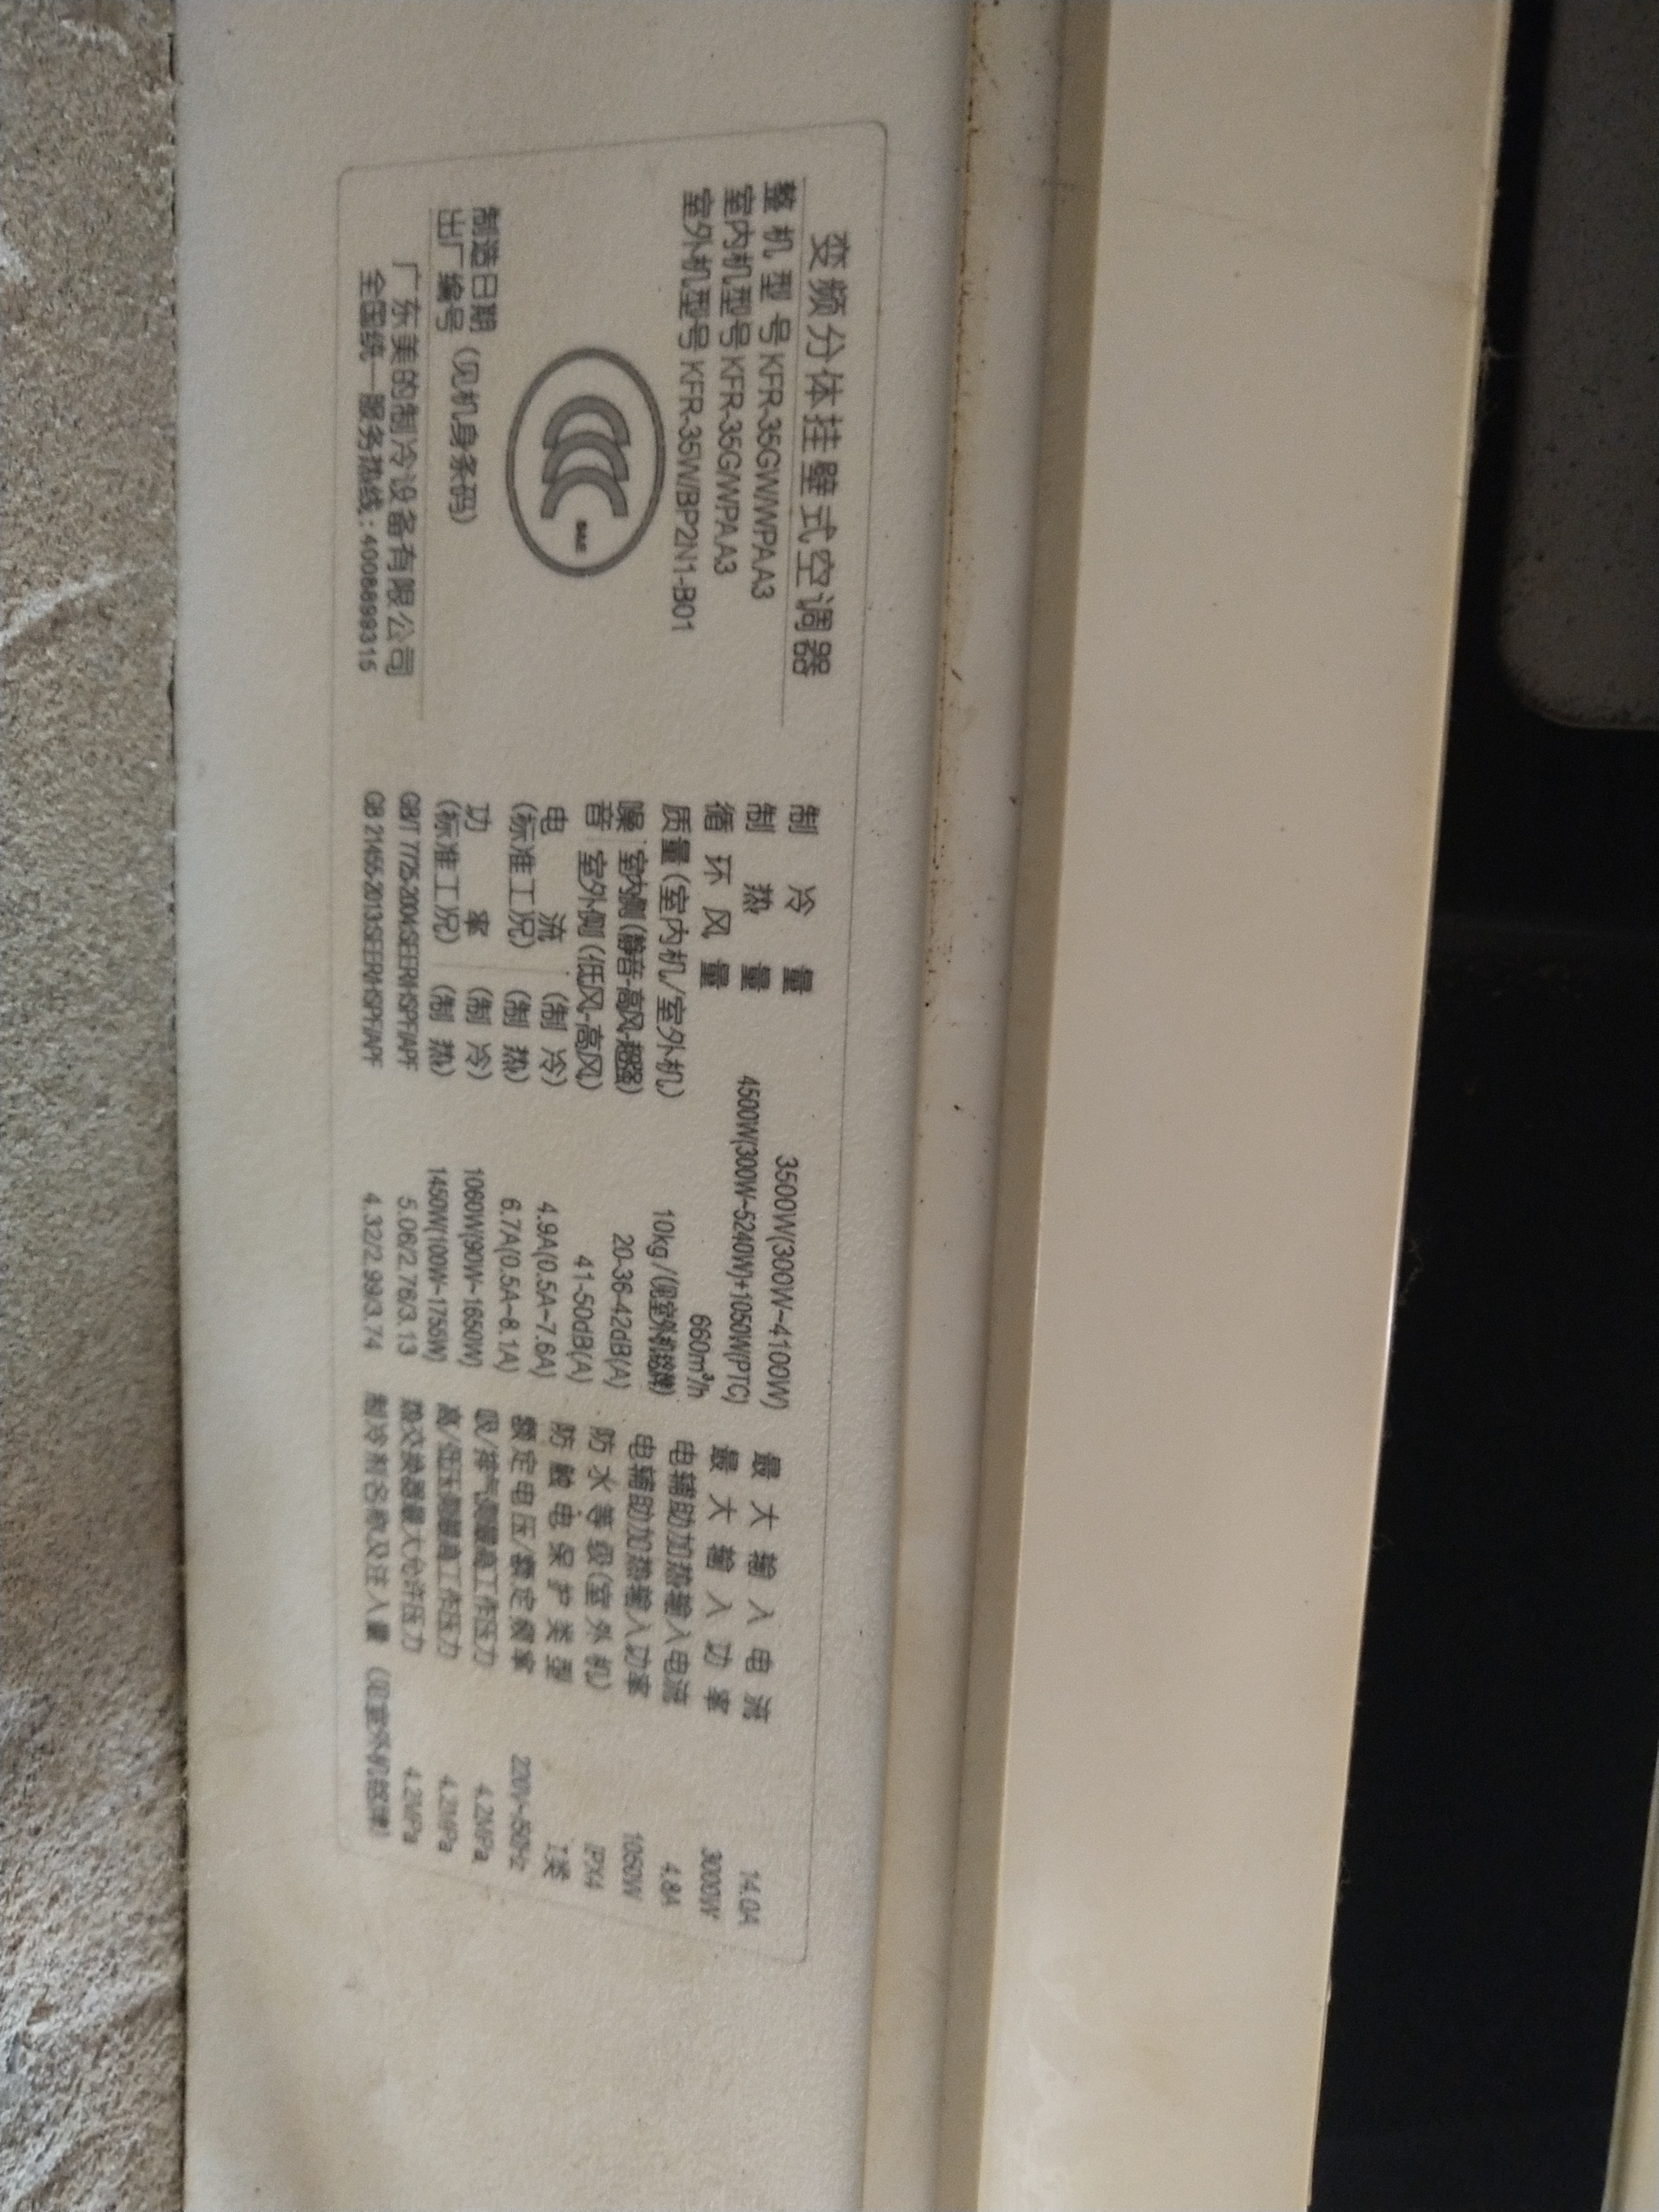 变频分体挂壁式空调器
整机型号 KFR-35GW/WPAA3
室内机型号 KFR-35G/WPAA3
室外机型号 KFR-35W/BP2N1-B01
制造日期
出厂编号
(见机身条码)
广东美的制冷设备有限公司
全国统一服务热线:4008899315
制冷量 3500W(300W~4100W)
制热量 4500W(300W~5240W)+1050W(PTC)
循环风量 660m³/h
质量(室内机/室外机) 10kg/(见室外机铭牌)
噪音 室内侧(静音-高风-超强) 20-36-42dB(A)
室外侧(低风-高风) 41-50dB(A)
电流(标准工况) (制冷) 4.9A(0.5A~7.6A)
(制热) 6.7A(0.5A~8.1A)
功率(标准工况) (制冷) 1060W(90W~1650W)
(制热) 1450W(100W~1755W)
GB/T 7725-2004:SEER/HSPF/APF 5.06/2.76/3.13
GB 21455-2013:SEER/HSPF/APF 4.32/2.99/3.74
最大输入电流 14.0A
最大输入功率 3000W
电辅助加热输入电流 4.8A
电辅助加热输入功率 1050W
防水等级(室外机) IPX4
防触电保护类型 I类
额定电压/额定频率 220V~/50Hz
吸/排气侧最高工作压力 4.2MPa
高/低压侧最高工作压力 4.2MPa
热交换器最大允许压力 4.2MPa
制冷剂名称及注入量 (见室外机铭牌)